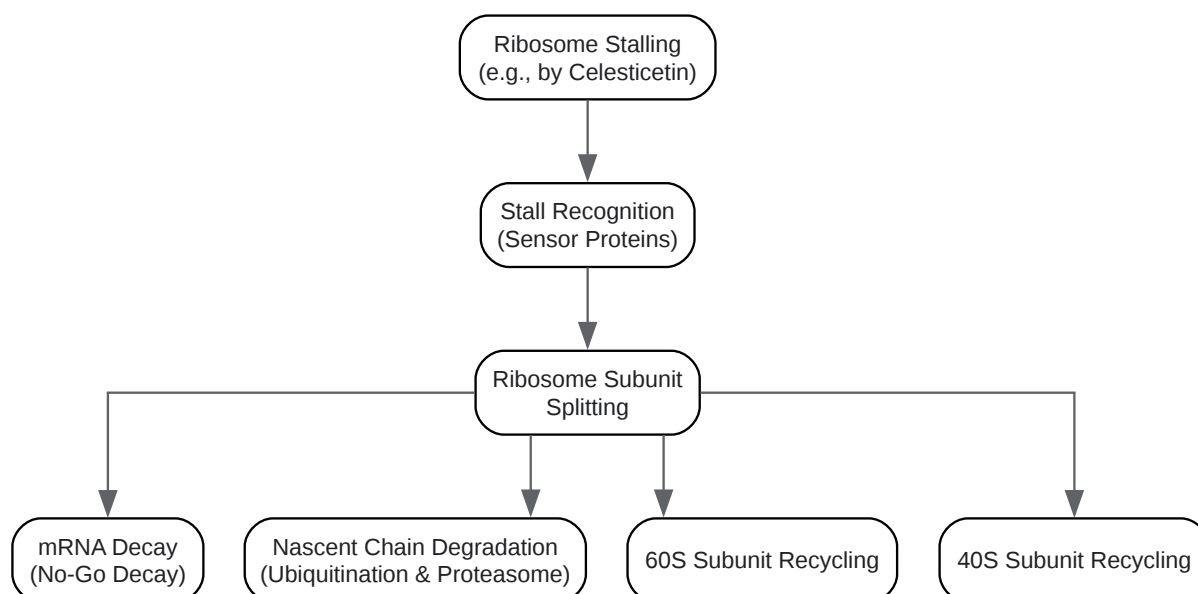 Ribosome Stalling
(e.g., by Celesticetin)
Stall Recognition
(Sensor Proteins)
Ribosome Subunit
Splitting
mRNA Decay
(No-Go Decay)
Nascent Chain Degradation
(Ubiquitination & Proteasome)
60S Subunit Recycling
40S Subunit Recycling